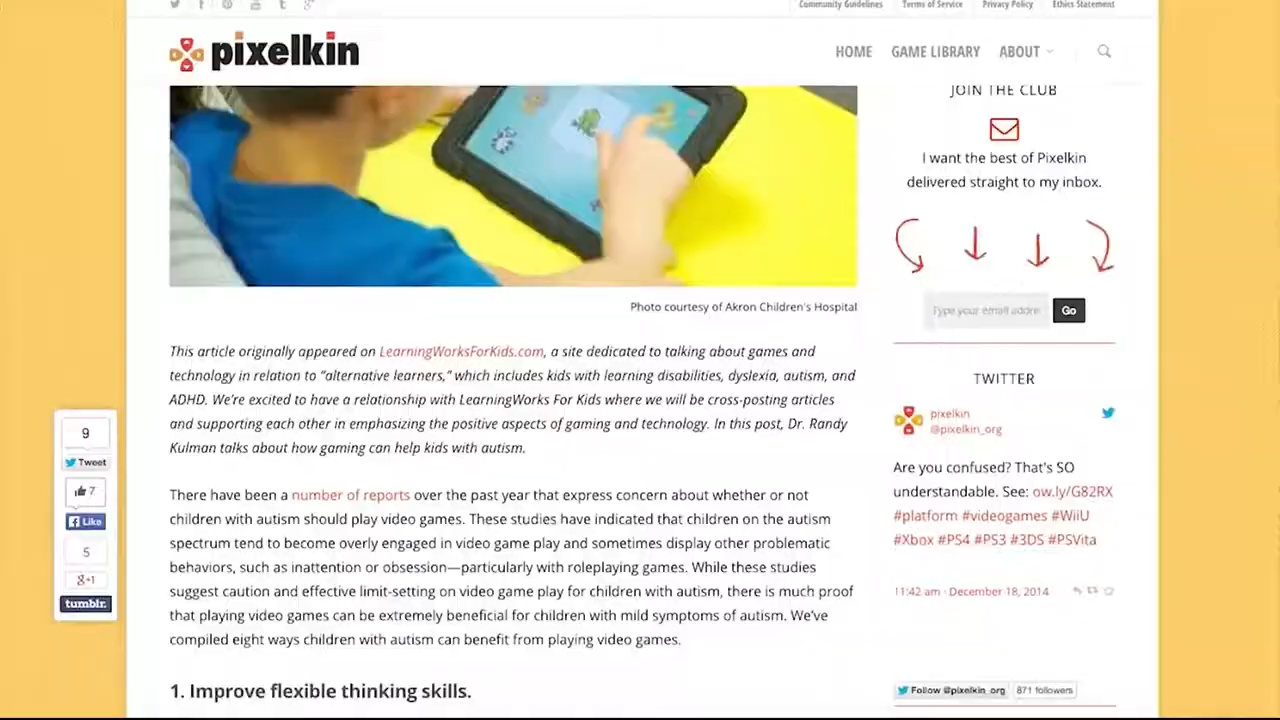 Community Guidelines Terms of Service Privacy Policy Ethics Statement
pixelkin
HOME GAME LIBRARY ABOUT
JOIN THE CLUB
I want the best of Pixelkin
delivered straight to my inbox.
Type your email addre Go
Photo courtesy of Akron Children's Hospital
This article originally appeared on LearningWorksForKids.com, a site dedicated to talking about games and
technology in relation to “alternative learners,” which includes kids with learning disabilities, dyslexia, autism, and
ADHD. We’re excited to have a relationship with LearningWorks For Kids where we will be cross-posting articles
and supporting each other in emphasizing the positive aspects of gaming and technology. In this post, Dr. Randy
Kulman talks about how gaming can help kids with autism.
There have been a number of reports over the past year that express concern about whether or not
children with autism should play video games. These studies have indicated that children on the autism
spectrum tend to become overly engaged in video game play and sometimes display other problematic
behaviors, such as inattention or obsession—particularly with roleplaying games. While these studies
suggest caution and effective limit-setting on video game play for children with autism, there is much proof
that playing video games can be extremely beneficial for children with mild symptoms of autism. We’ve
compiled eight ways children with autism can benefit from playing video games.
1. Improve flexible thinking skills.
9
Tweet
7
Like
5
g+1
tumblr.
TWITTER
pixelkin
@pixelkin_org
Are you confused? That's SO
understandable. See: ow.ly/G82RX
#platform #videogames #WiiU
#Xbox #PS4 #PS3 #3DS #PSVita
11:42 am · December 18, 2014
Follow @pixelkin_org 871 followers